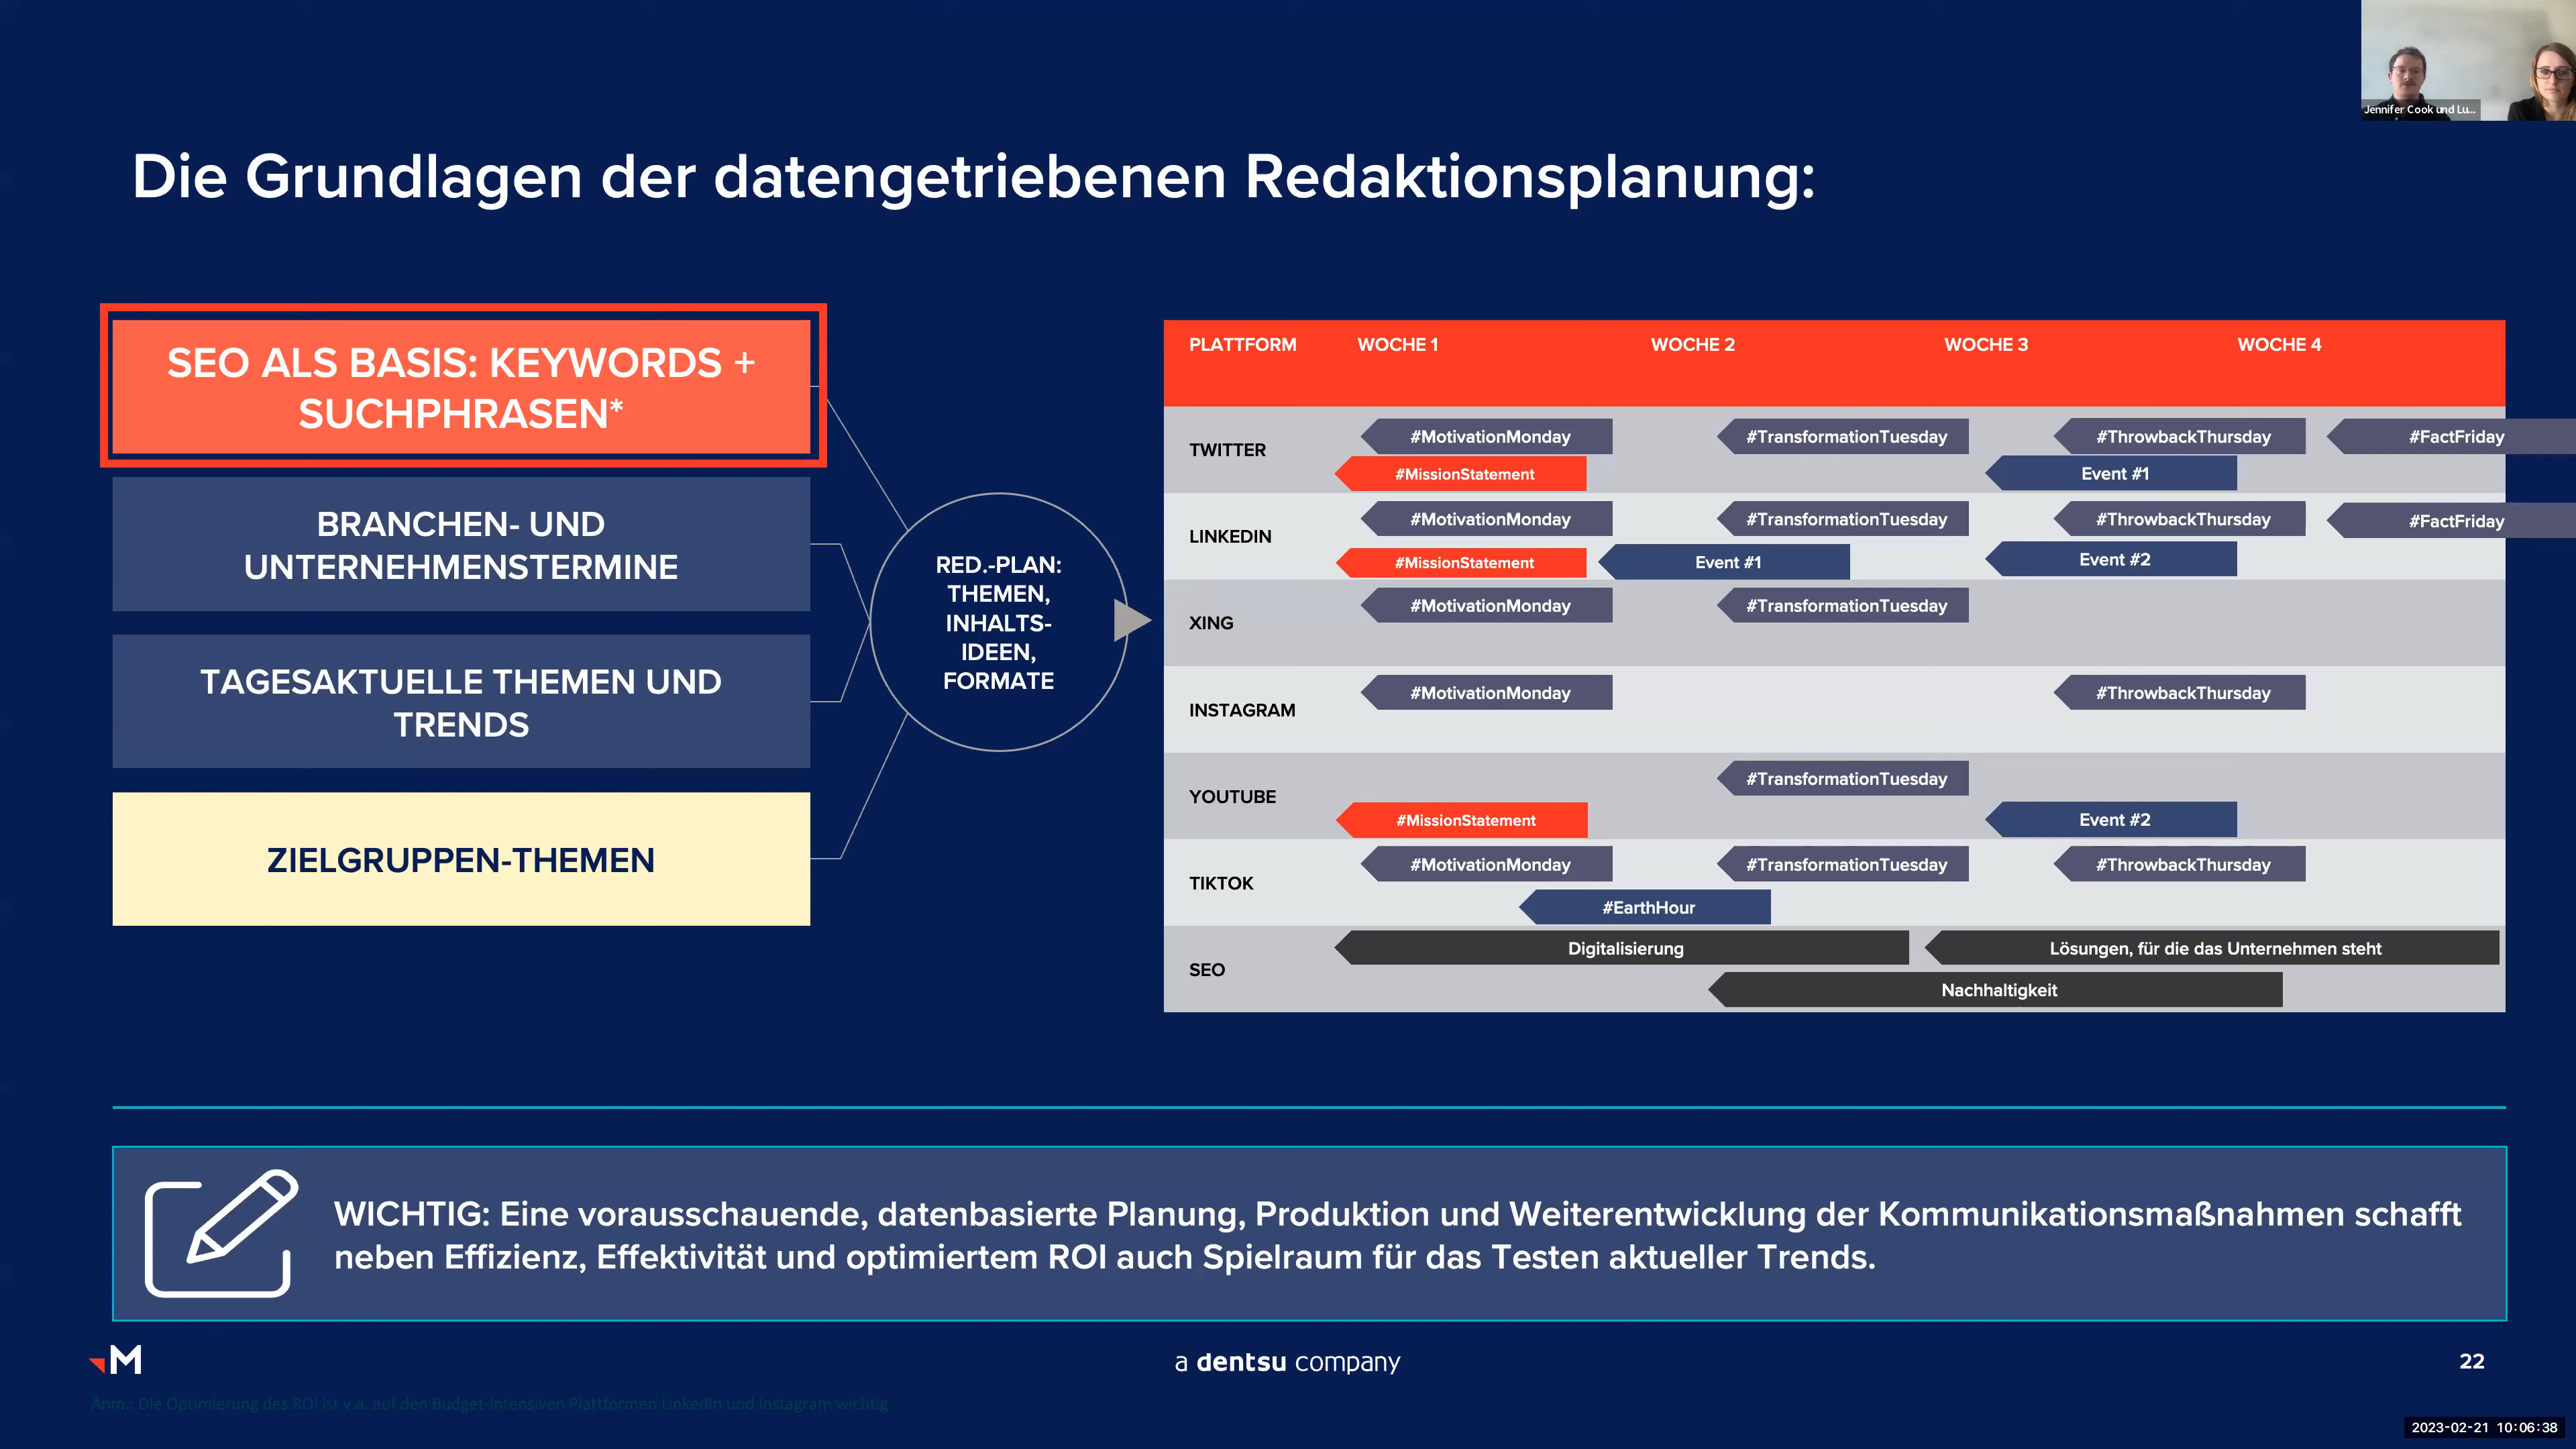 Jennifer Cook und Lu...
Die Grundlagen der datengetriebenen Redaktionsplanung:
SEO ALS BASIS: KEYWORDS +
SUCHPHRASEN*
BRANCHEN- UND
UNTERNEHMENSTERMINE
TAGESAKTUELLE THEMEN UND
TRENDS
ZIELGRUPPEN-THEMEN
RED.-PLAN:
THEMEN,
INHALTS-
IDEEN,
FORMATE
PLATTFORM WOCHE 1 WOCHE 2 WOCHE 3 WOCHE 4
TWITTER
#MotivationMonday #TransformationTuesday #ThrowbackThursday #FactFriday
#MissionStatement Event #1
LINKEDIN
#MotivationMonday #TransformationTuesday #ThrowbackThursday #FactFriday
#MissionStatement Event #1 Event #2
XING
#MotivationMonday #TransformationTuesday
INSTAGRAM
#MotivationMonday #ThrowbackThursday
YOUTUBE
#TransformationTuesday
#MissionStatement Event #2
TIKTOK
#MotivationMonday #TransformationTuesday #ThrowbackThursday
#EarthHour
SEO
Digitalisierung Lösungen, für die das Unternehmen steht
Nachhaltigkeit
WICHTIG: Eine vorausschauende, datenbasierte Planung, Produktion und Weiterentwicklung der Kommunikationsmaßnahmen schafft
neben Effizienz, Effektivität und optimiertem ROI auch Spielraum für das Testen aktueller Trends.
M
a dentsu company
22
Anm.: Die Optimierung des ROI ist v.a. auf den Budget-intensiven Plattformen LinkedIn und Instagram wichtig
2023-02-21 10:06:38